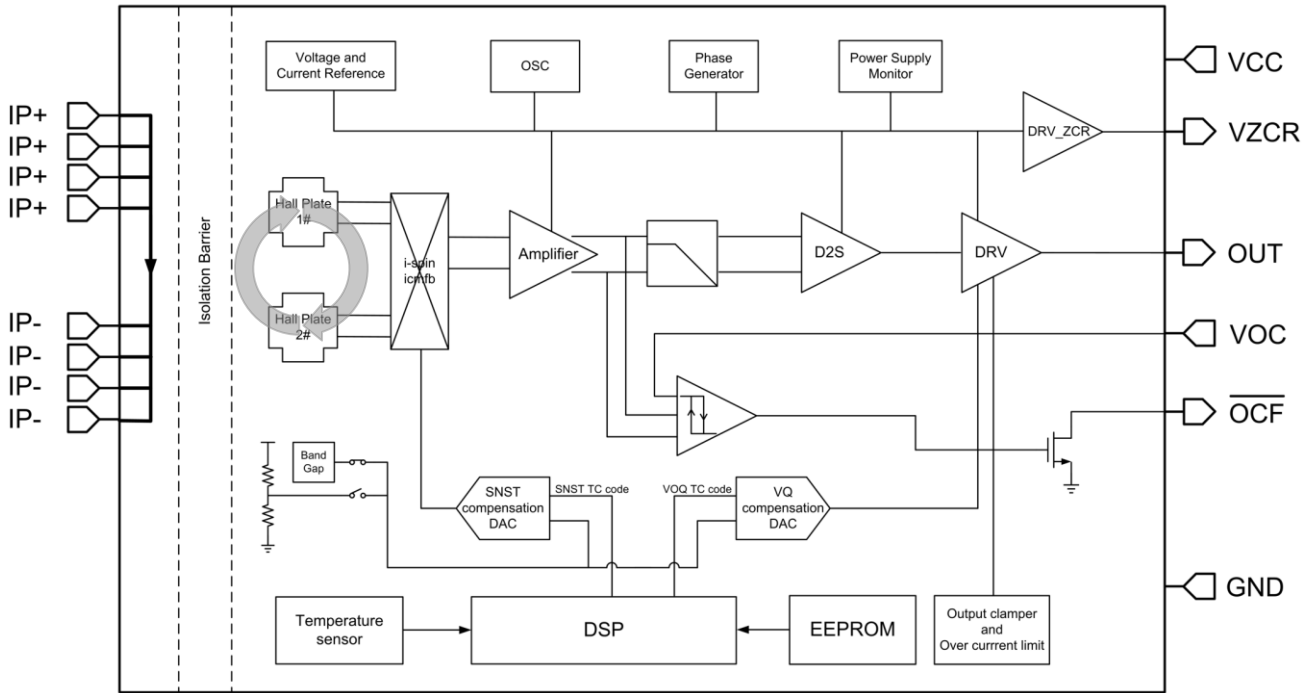 Voltage and
Current Reference
OSC
Phase
Generator
Power Supply
Monitor
VCC
IP+
IP+
IP+
IP+
DRV_ZCR
VZCR
Isolation Barrier
Hall Plate
1#
i-spin
icmfb
Amplifier
D2S
DRV
OUT
Hall Plate
2#
IP-
IP-
IP-
IP-
VOC
OCF
Band
Gap
SNST
compensation
DAC
SNST TC code
VOQ TC code
VQ
compensation
DAC
GND
Temperature
sensor
DSP
EEPROM
Output clamper
and
Over currrent limit